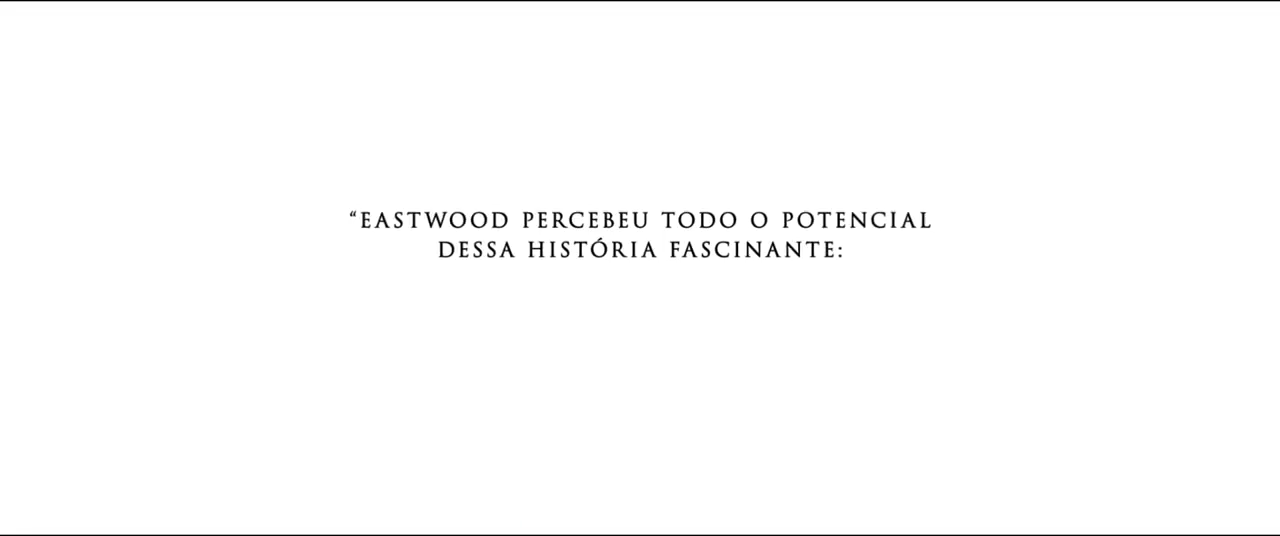 “EASTWOOD PERCEBEU TODO O POTENCIAL
DESSA HISTÓRIA FASCINANTE: